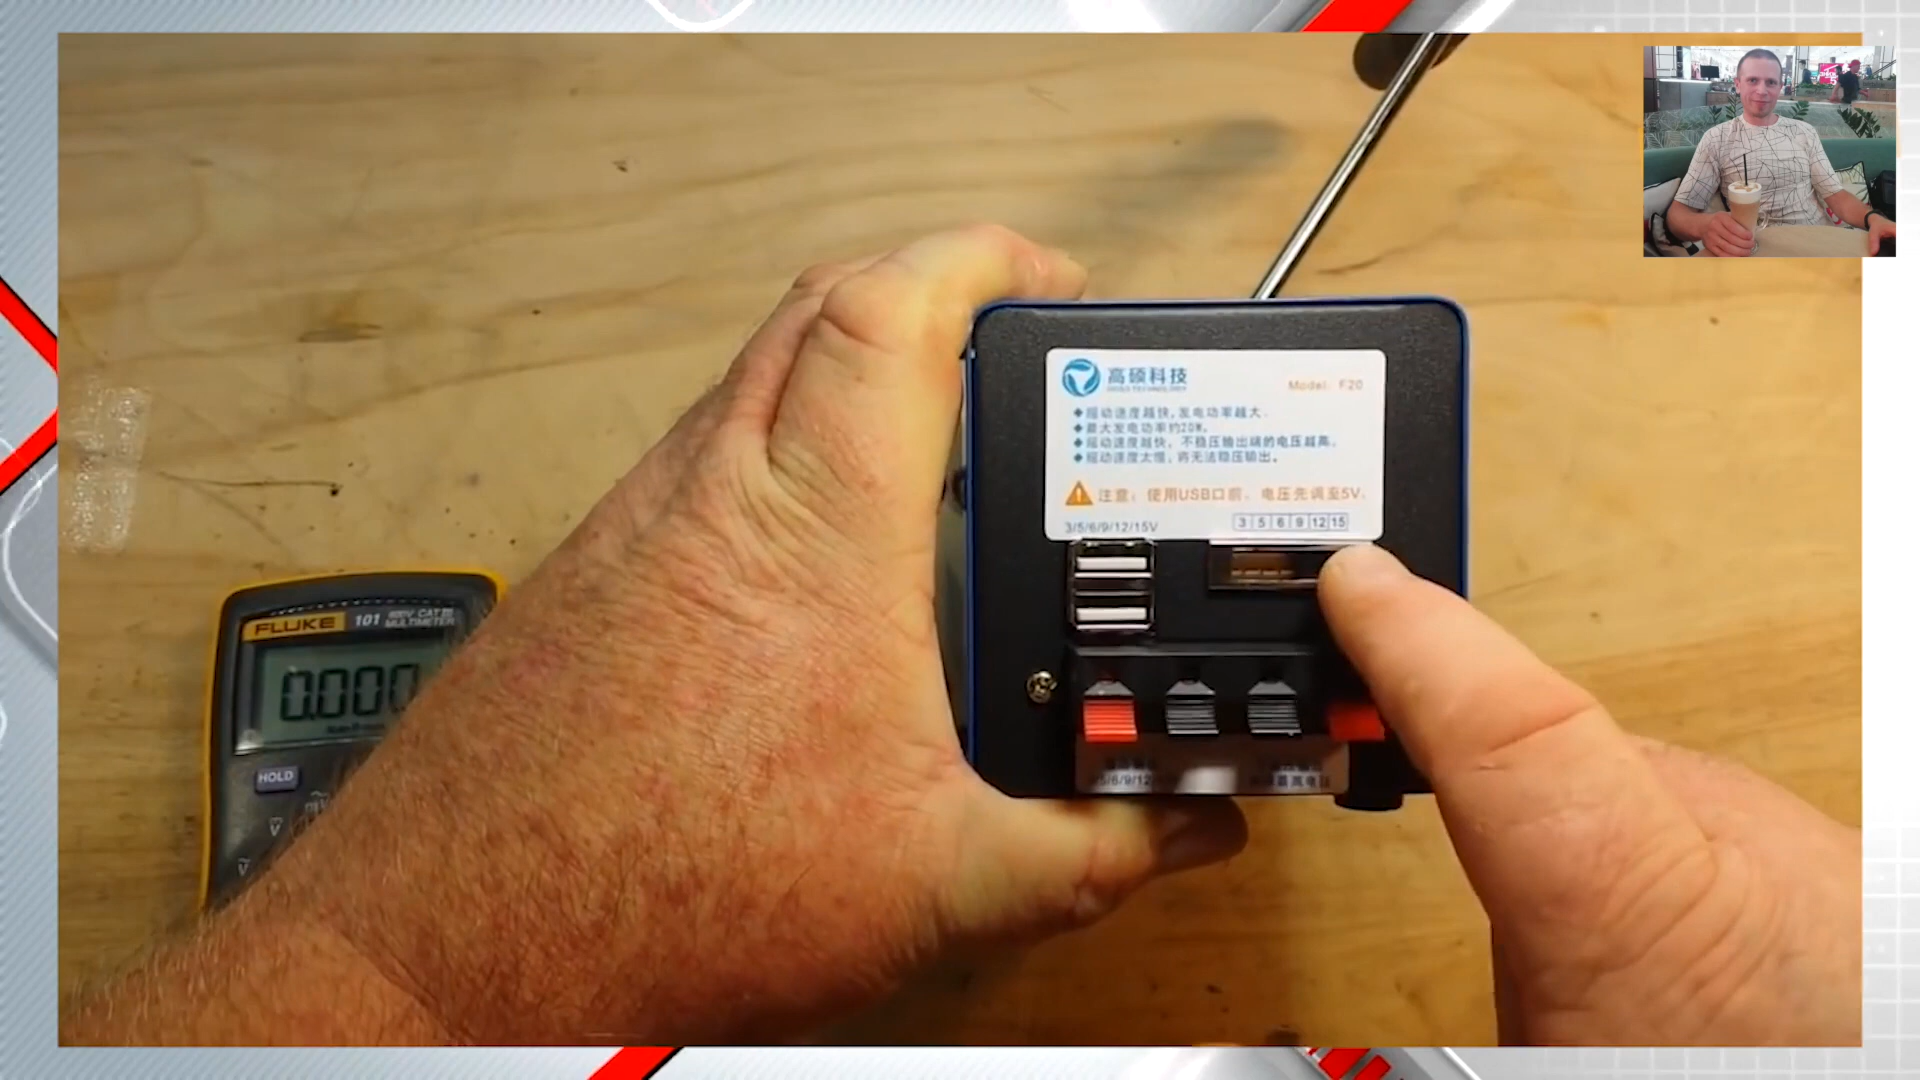 高硕科技
Model: F20
◆摇动速度越快,发电功率越大.
◆最大发电功率约20W。
◆摇动速度越快,不稳压输出端的电压越高。
◆摇动速度太慢,将无法稳压输出。
注意:使用USB口前,电压先调至5V.
3/5/6/9/12/15V
3 5 6 9 12 15
FLUKE 101 600V CAT III
MULTIMETER
0.000
HOLD